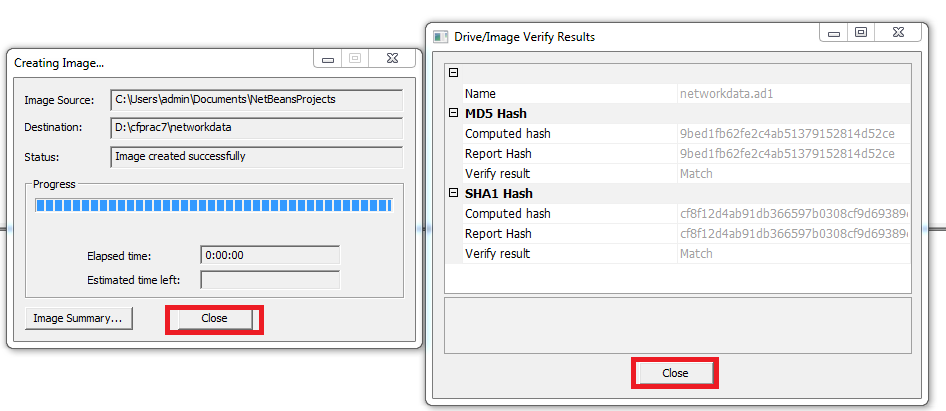 Creating Image...
Image Source: C:\Users\admin\Documents\NetBeansProjects
Destination: D:\cfprac7\networkdata
Status: Image created successfully
Progress
Elapsed time: 0:00:00
Estimated time left:
Image Summary... Close
Drive/Image Verify Results
Name networkdata.ad1
MD5 Hash
Computed hash 9bed1fb62fe2c4ab51379152814d52ce
Report Hash 9bed1fb62fe2c4ab51379152814d52ce
Verify result Match
SHA1 Hash
Computed hash cf8f12d4ab91db366597b0308cf9d69389
Report Hash cf8f12d4ab91db366597b0308cf9d69389
Verify result Match
Close